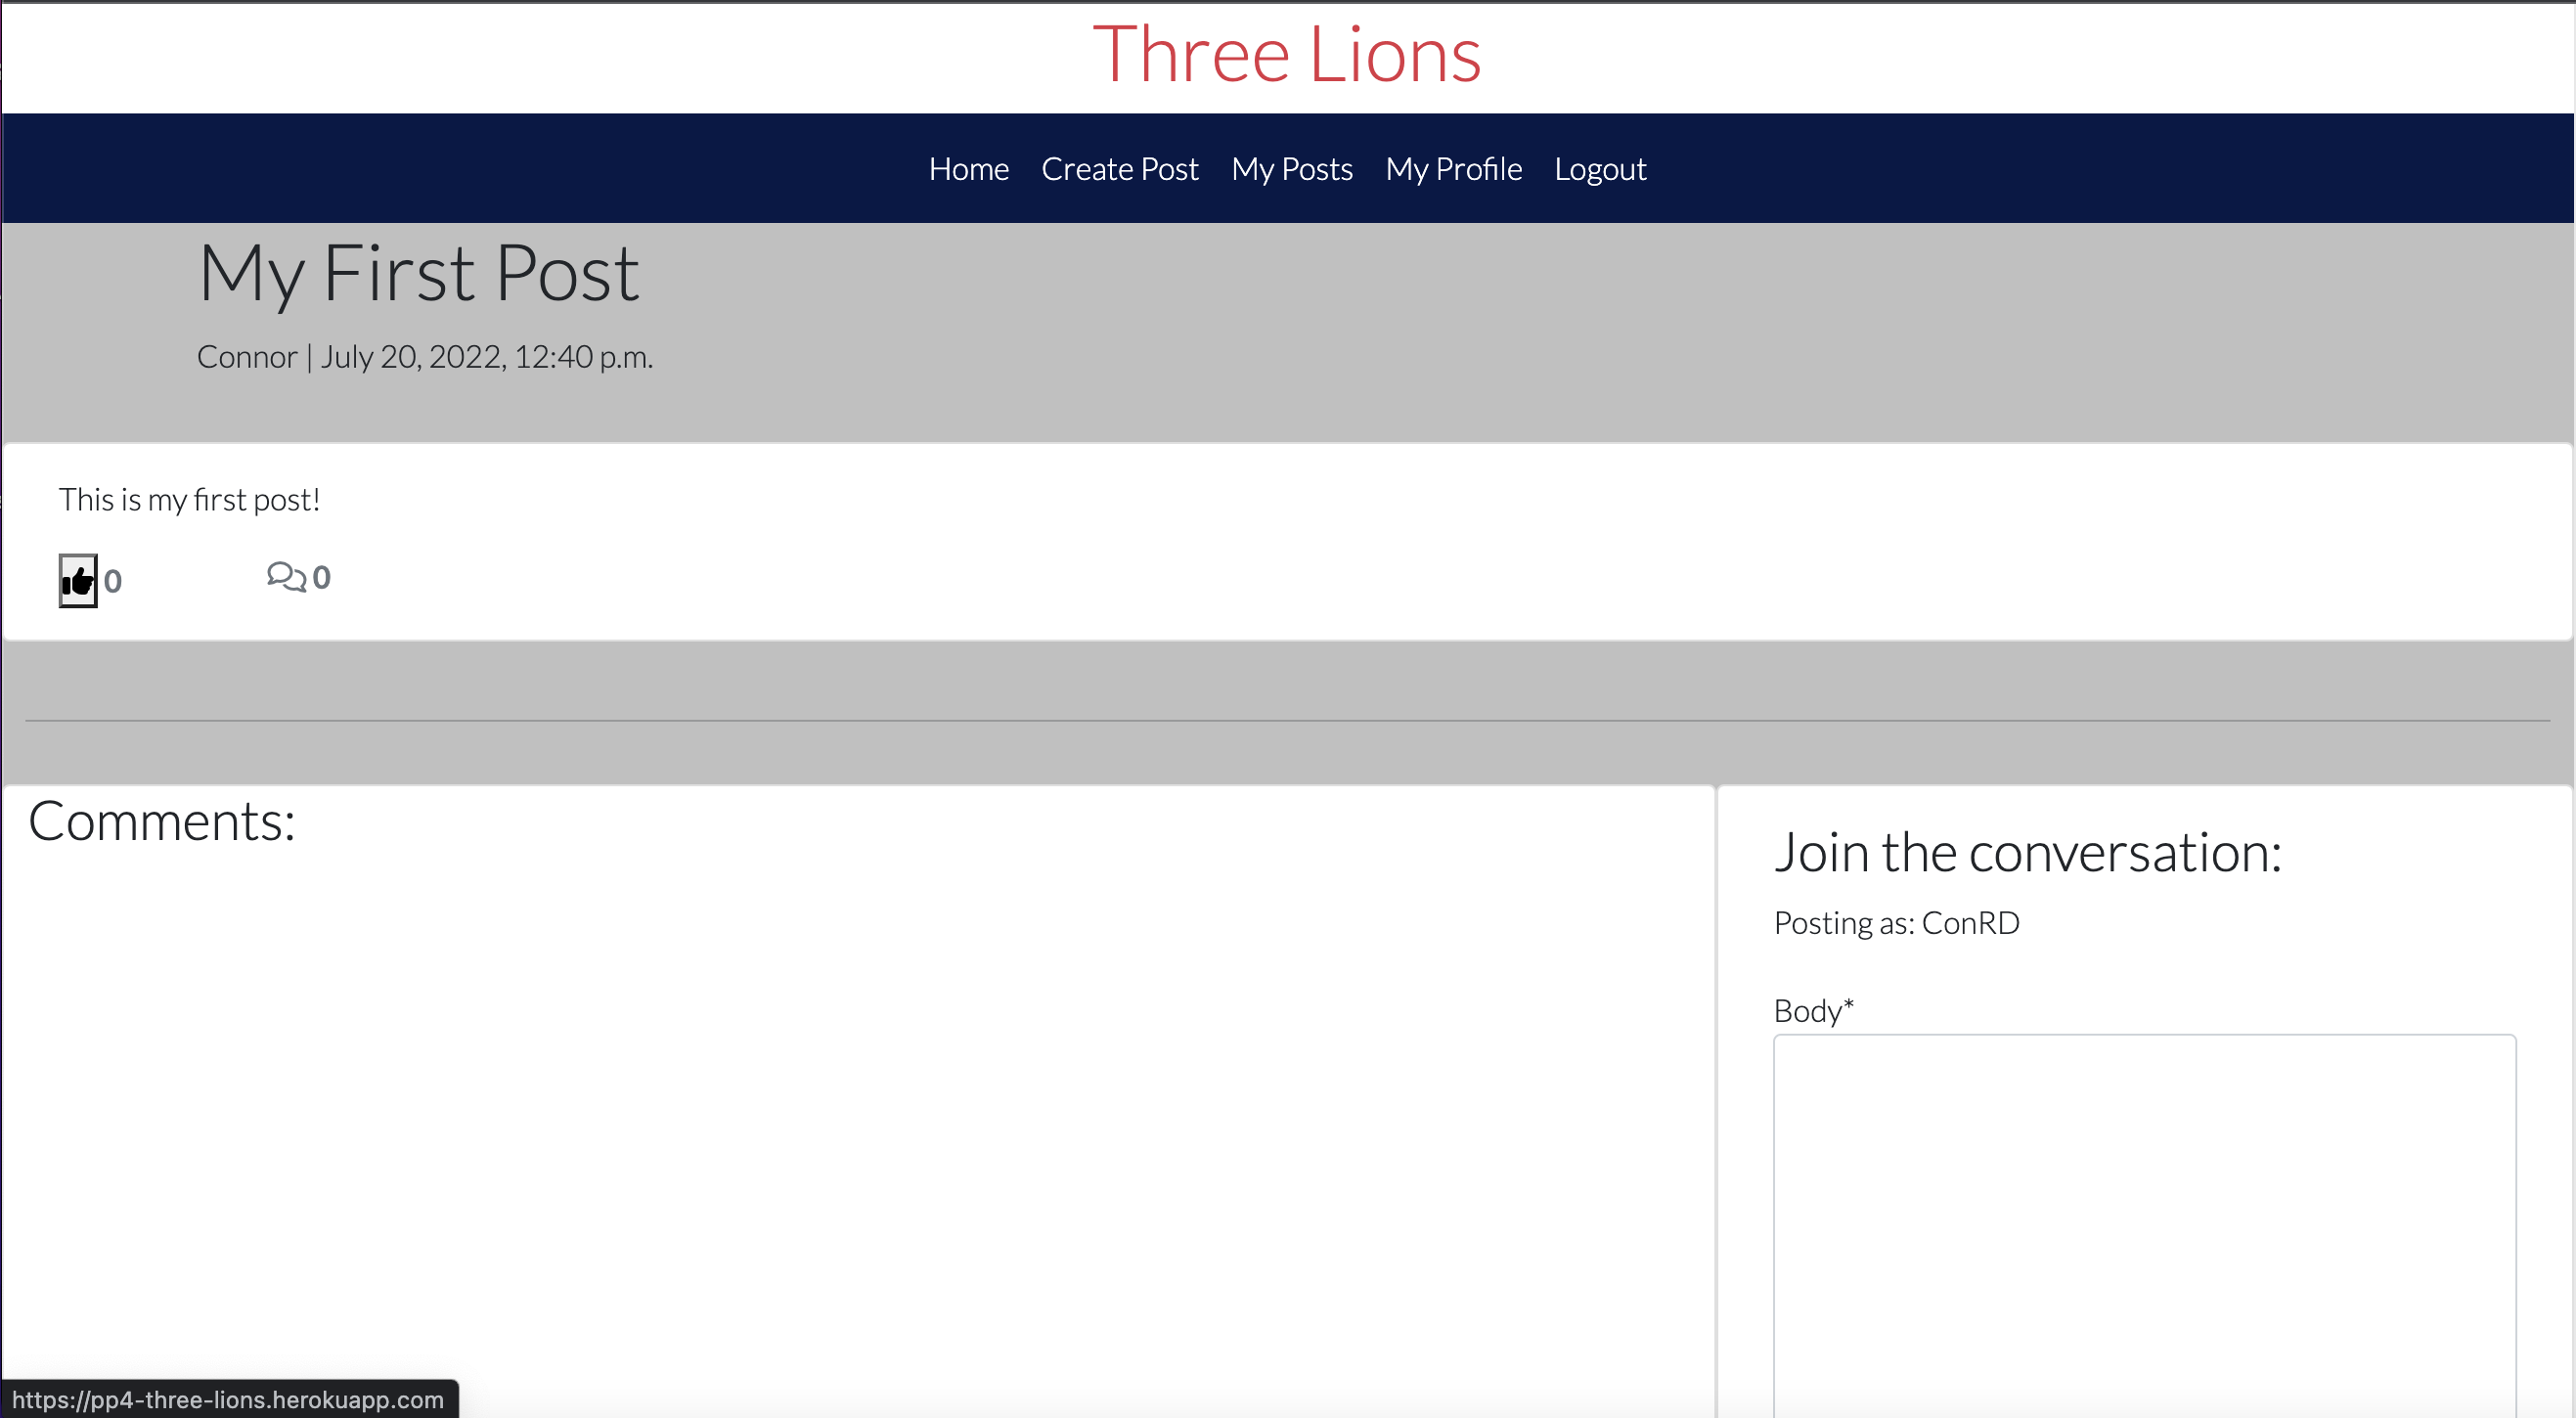 Three Lions
Home Create Post My Posts My Profile Logout
My First Post
Connor | July 20, 2022, 12:40 p.m.
This is my first post!
0 0
Comments:
Join the conversation:
Posting as: ConRD
Body*
https://pp4-three-lions.herokuapp.com